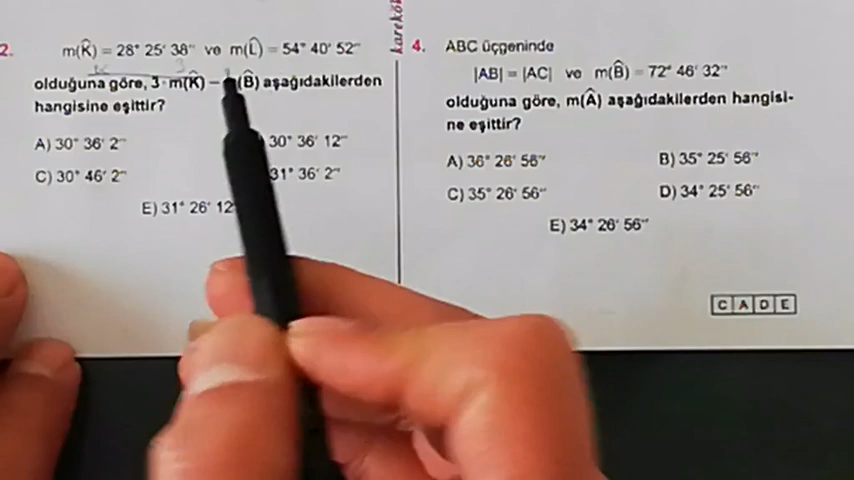 2.
m(K̂) = 28° 25' 38'' ve m(L̂) = 54° 40' 52''
olduğuna göre, 3·m(K̂) – (B̂) aşağıdakilerden
hangisine eşittir?
A) 30° 36' 2''
30° 36' 12''
C) 30° 46' 2''
31° 36' 2''
E) 31° 26' 12
karekök
4. ABC üçgeninde
|AB| = |AC| ve m(B̂) = 72° 46' 32''
olduğuna göre, m(Â) aşağıdakilerden hangisi-
ne eşittir?
A) 36° 26' 56''
B) 35° 25' 56''
C) 35° 26' 56''
D) 34° 25' 56''
E) 34° 26' 56''
C A D E